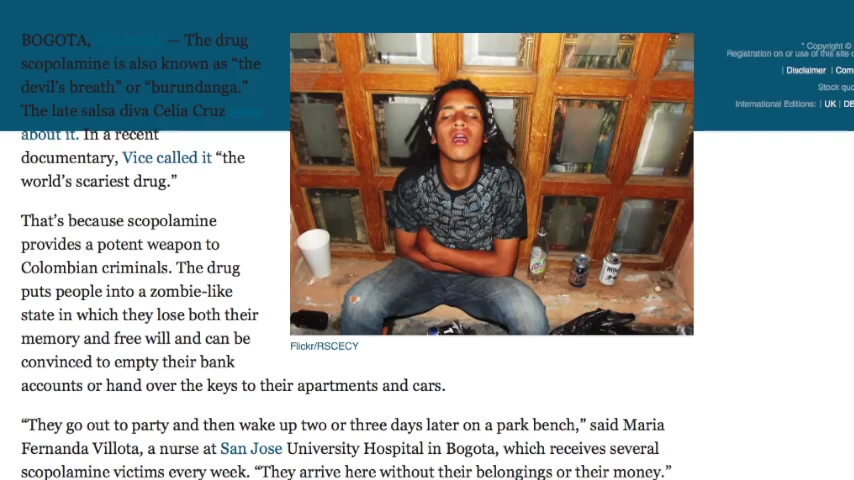 BOGOTA, — The drug
scopolamine is also known as “the
devil’s breath” or “burundanga.”
The late salsa diva Celia Cruz
about it. In a recent
documentary, Vice called it “the
world’s scariest drug.”
That’s because scopolamine
provides a potent weapon to
Colombian criminals. The drug
puts people into a zombie-like
state in which they lose both their
memory and free will and can be
convinced to empty their bank
accounts or hand over the keys to their apartments and cars.
“They go out to party and then wake up two or three days later on a park bench,” said Maria
Fernanda Villota, a nurse at San Jose University Hospital in Bogota, which receives several
scopolamine victims every week. “They arrive here without their belongings or their money.”
Flickr/RSCECY
* Copyright ©
Registration on or use of this site
| Disclaimer | Com
Stock quo
International Editions: | UK | DE